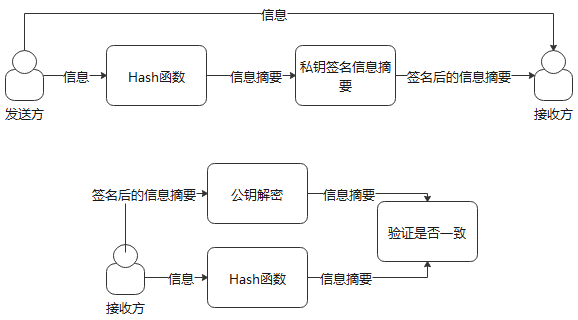 信息
信息
Hash函数
信息摘要
私钥签名信息摘
要
签名后的信息摘要
发送方
接收方
签名后的信息摘要
公钥解密
信息摘要
验证是否一致
信息
Hash函数
信息摘要
接收方